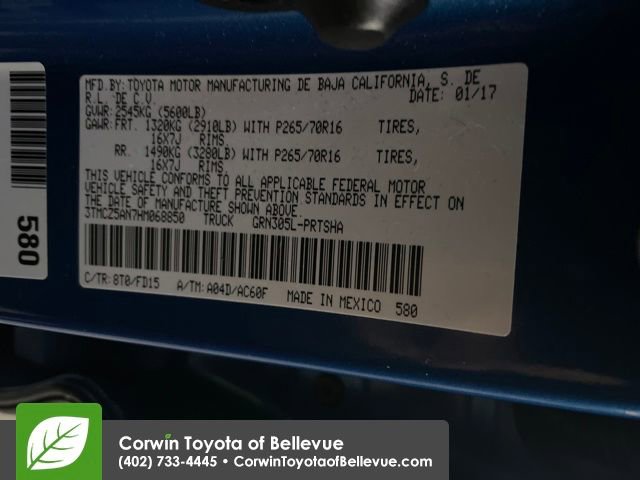 MFD.BY:TOYOTA MOTOR MANUFACTURING DE BAJA CALIFORNIA, S. DE
R.L. DE C.V. DATE: 01/17
GVWR:2545KG (5600LB)
GAWR:FRT. 1320KG (2910LB) WITH P265/70R16 TIRES,
16X7J RIMS
RR. 1490KG (3280LB) WITH P265/70R16 TIRES,
16X7J RIMS
THIS VEHICLE CONFORMS TO ALL APPLICABLE FEDERAL MOTOR
VEHICLE SAFETY AND THEFT PREVENTION STANDARDS IN EFFECT ON
THE DATE OF MANUFACTURE SHOWN ABOVE.
3TMCZ5AN7HM068850 TRUCK GRN305L-PRTSHA
C/TR: 8T0/FD15 A/TM: A04D/AC60F MADE IN MEXICO 580
580
Corwin Toyota of Bellevue
(402) 733-4445 • CorwinToyotaofBellevue.com